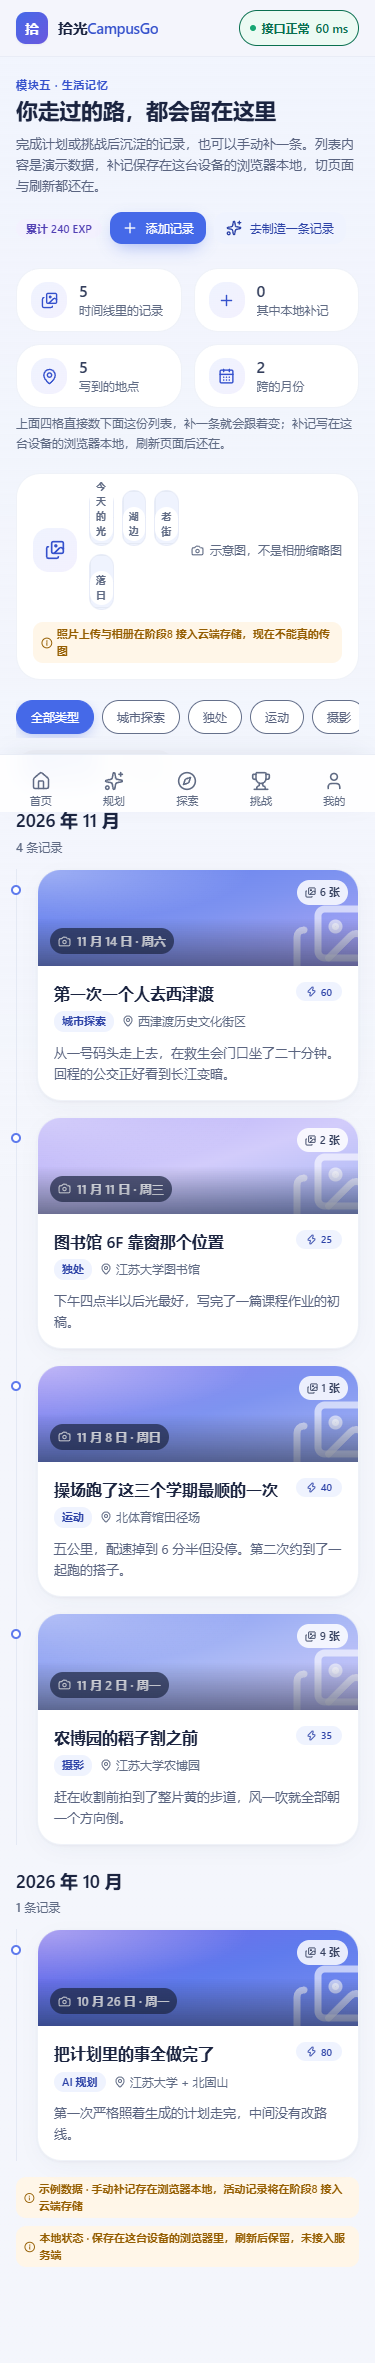 拾 拾光CampusGo 接口正常 60 ms
模块五 · 生活记忆
你走过的路，都会留在这里
完成计划或挑战后沉淀的记录，也可以手动补一条。列表内
容是演示数据，补记保存在这台设备的浏览器本地，切页面
与刷新都还在。
累计 240 EXP 添加记录 去制造一条记录
5
时间线里的记录
0
其中本地补记
5
写到的地点
2
跨的月份
上面四格直接数下面这份列表，补一条就会跟着变；补记写在这
台设备的浏览器本地，刷新页面后还在。
今天的光
湖边
老街
落日
示意图，不是相册缩略图
照片上传与相册在阶段8 接入云端存储，现在不能真的传
图
全部类型 城市探索 独处 运动 摄影
首页 规划 探索 挑战 我的
2026 年 11 月
4 条记录
6 张
11 月 14 日 · 周六
第一次一个人去西津渡 60
城市探索 西津渡历史文化街区
从一号码头走上去，在救生会门口坐了二十分钟。
回程的公交正好看到长江变暗。
2 张
11 月 11 日 · 周三
图书馆 6F 靠窗那个位置 25
独处 江苏大学图书馆
下午四点半以后光最好，写完了一篇课程作业的初
稿。
1 张
11 月 8 日 · 周日
操场跑了这三个学期最顺的一次 40
运动 北体育馆田径场
五公里，配速掉到 6 分半但没停。第二次约到了一
起跑的搭子。
9 张
11 月 2 日 · 周一
农博园的稻子割之前 35
摄影 江苏大学农博园
赶在收割前拍到了整片黄的步道，风一吹就全部朝
一个方向倒。
2026 年 10 月
1 条记录
4 张
10 月 26 日 · 周一
把计划里的事全做完了 80
AI 规划 江苏大学 + 北固山
第一次严格照着生成的计划走完，中间没有改路
线。
示例数据 · 手动补记存在浏览器本地，活动记录将在阶段8 接入
云端存储
本地状态 · 保存在这台设备的浏览器里，刷新后保留，未接入服
务端